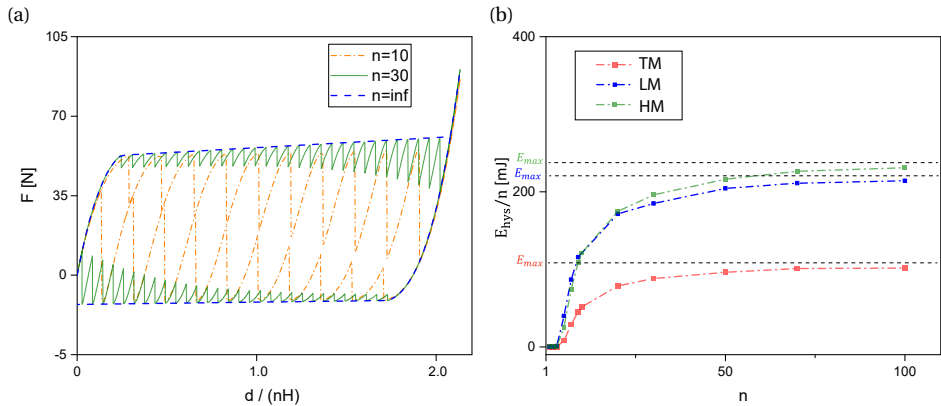 (a)
105
70
35
0
-5
F [N]
0
1.0
2.0
d / (nH)
n=10
n=30
n=inf
(b)
400
200
0
E_hys/n [mJ]
1
50
100
n
TM
LM
HM
E_max
E_max
E_max